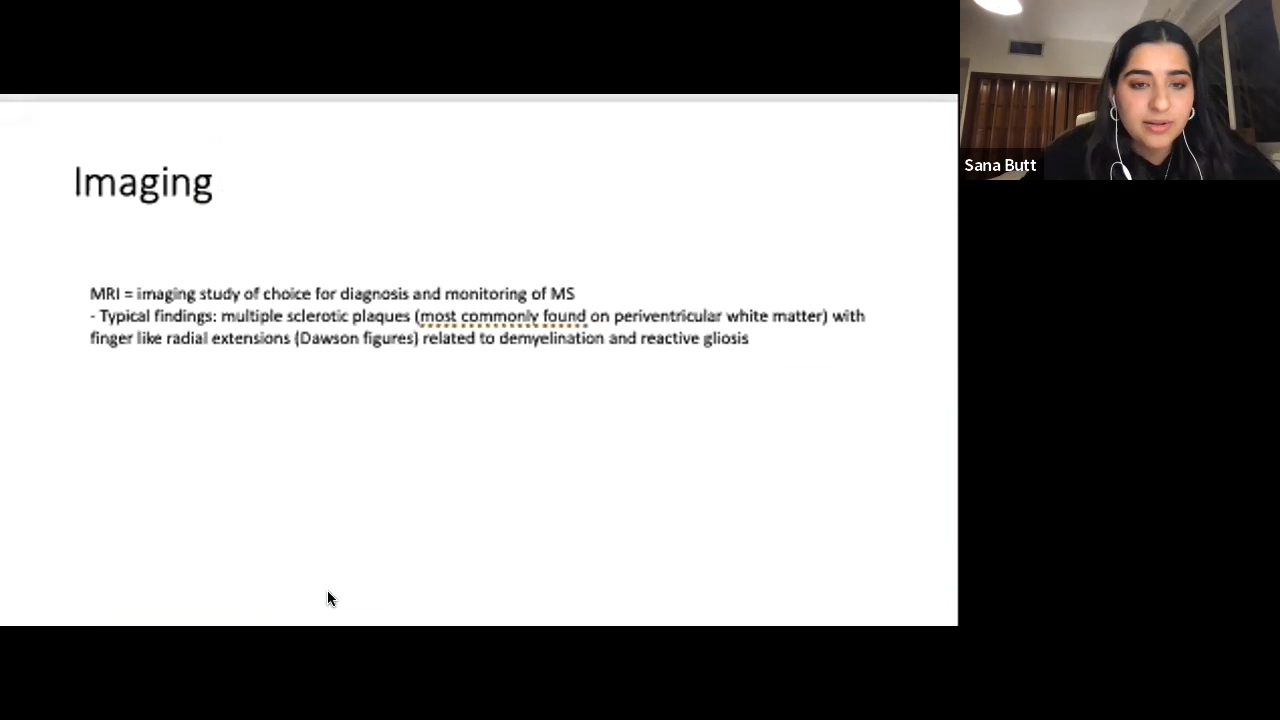 Imaging
MRI = imaging study of choice for diagnosis and monitoring of MS
- Typical findings: multiple sclerotic plaques (most commonly found on periventricular white matter) with
finger like radial extensions (Dawson figures) related to demyelination and reactive gliosis
Sana Butt